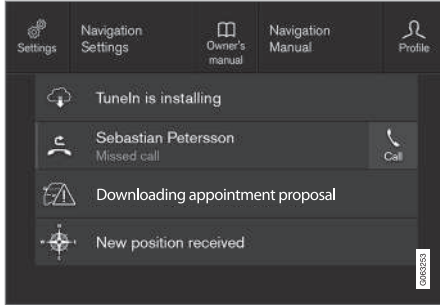 Settings
Navigation
Settings
Owner's
manual
Navigation
Manual
Profile
TuneIn is installing
Sebastian Petersson
Missed call
Call
Downloading appointment proposal
New position received
G063253